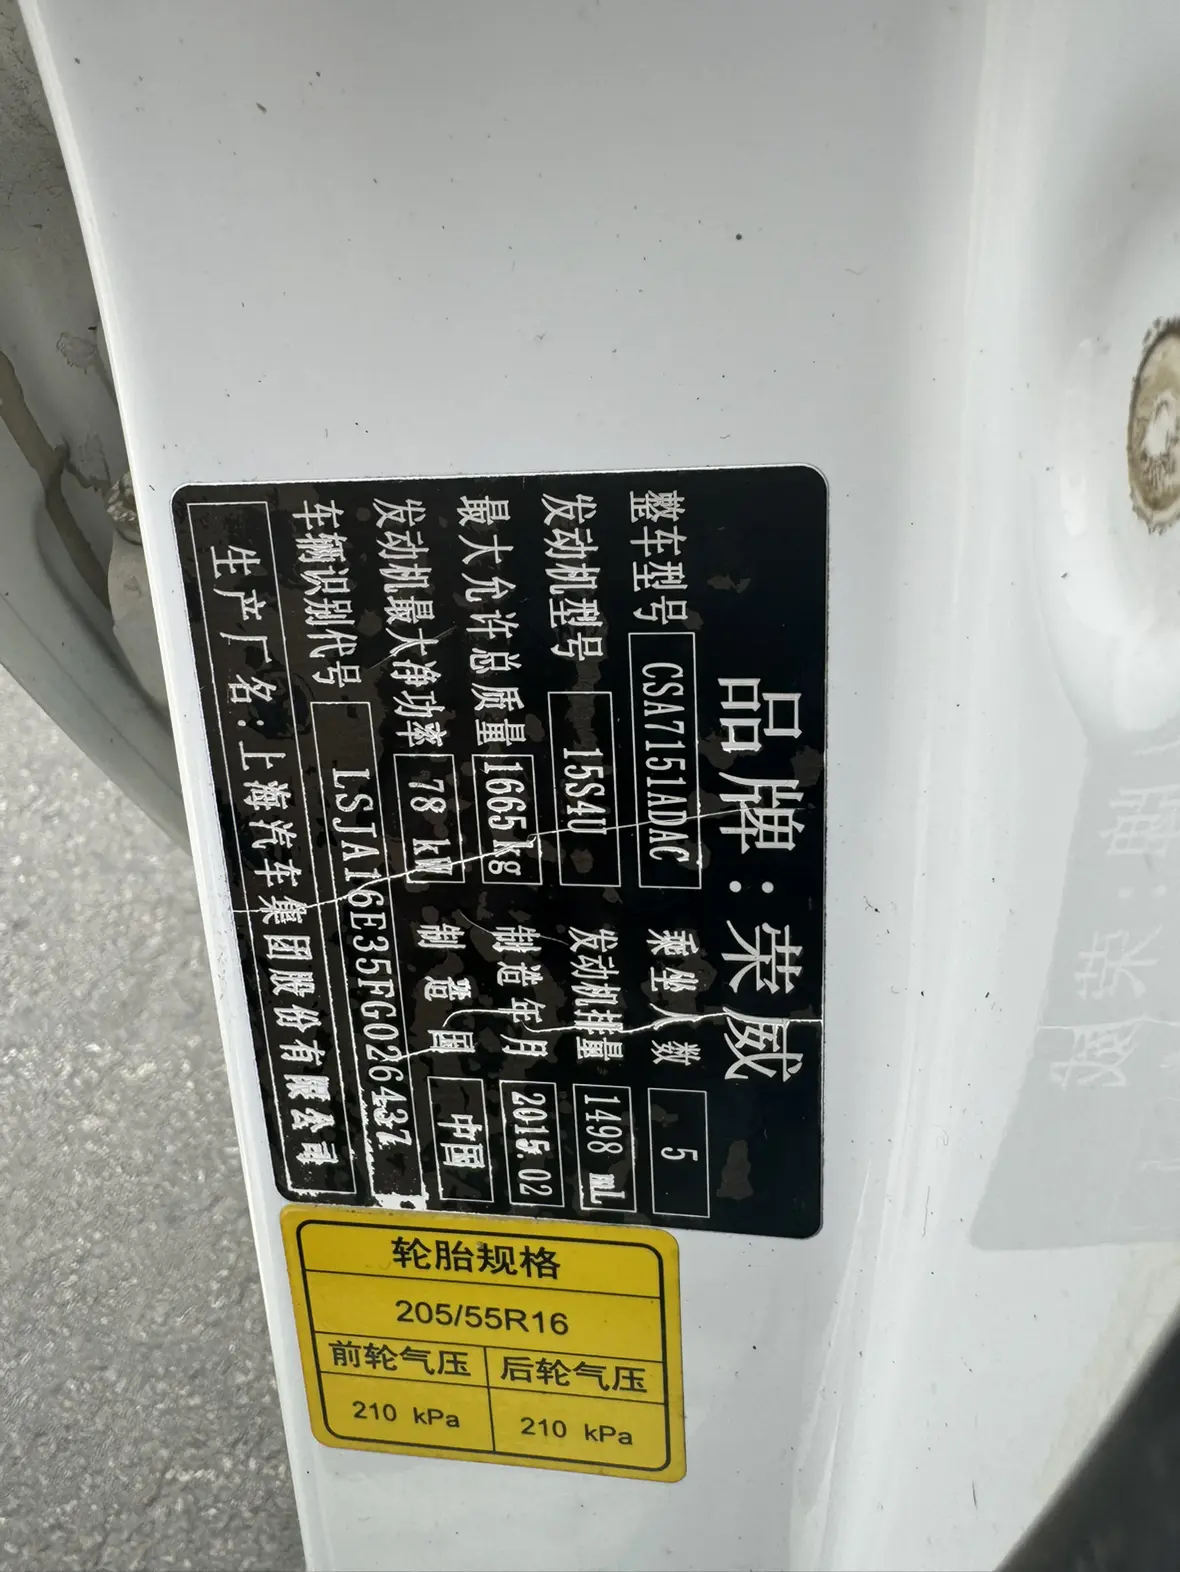 品牌：荣威
整车型号 CSA7151ADAC 乘坐人数 5
发动机型号 15S4U 发动机排量 1498 mL
最大允许总质量 1665kg 制造年月 2015.02
发动机最大净功率 78 kW 制造国 中国
车辆识别代号 LSJA16E35FG026437
生产厂名：上海汽车集团股份有限公司
轮胎规格
205/55R16
前轮气压 后轮气压
210 kPa 210 kPa